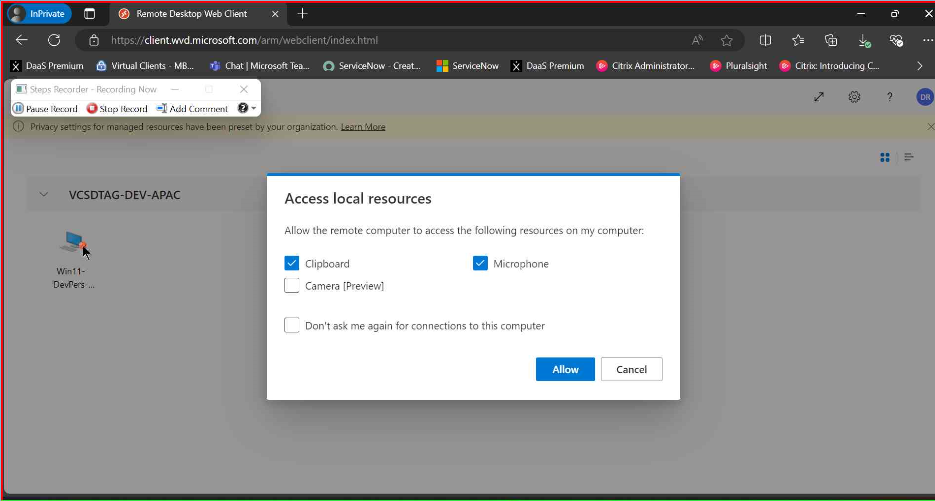 InPrivate
Remote Desktop Web Client
https://client.wvd.microsoft.com/arm/webclient/index.html
DaaS Premium
Virtual Clients - MB...
Chat | Microsoft Tea...
ServiceNow - Creat...
ServiceNow
DaaS Premium
Citrix Administrator...
Pluralsight
Citrix: Introducing C...
Steps Recorder - Recording Now
Pause Record
Stop Record
Add Comment
?
?
DR
Privacy settings for managed resources have been preset by your organization. Learn More
VCSDTAG-DEV-APAC
Win11-
DevPers ...
Access local resources
Allow the remote computer to access the following resources on my computer:
Clipboard
Microphone
Camera [Preview]
Don't ask me again for connections to this computer
Allow
Cancel